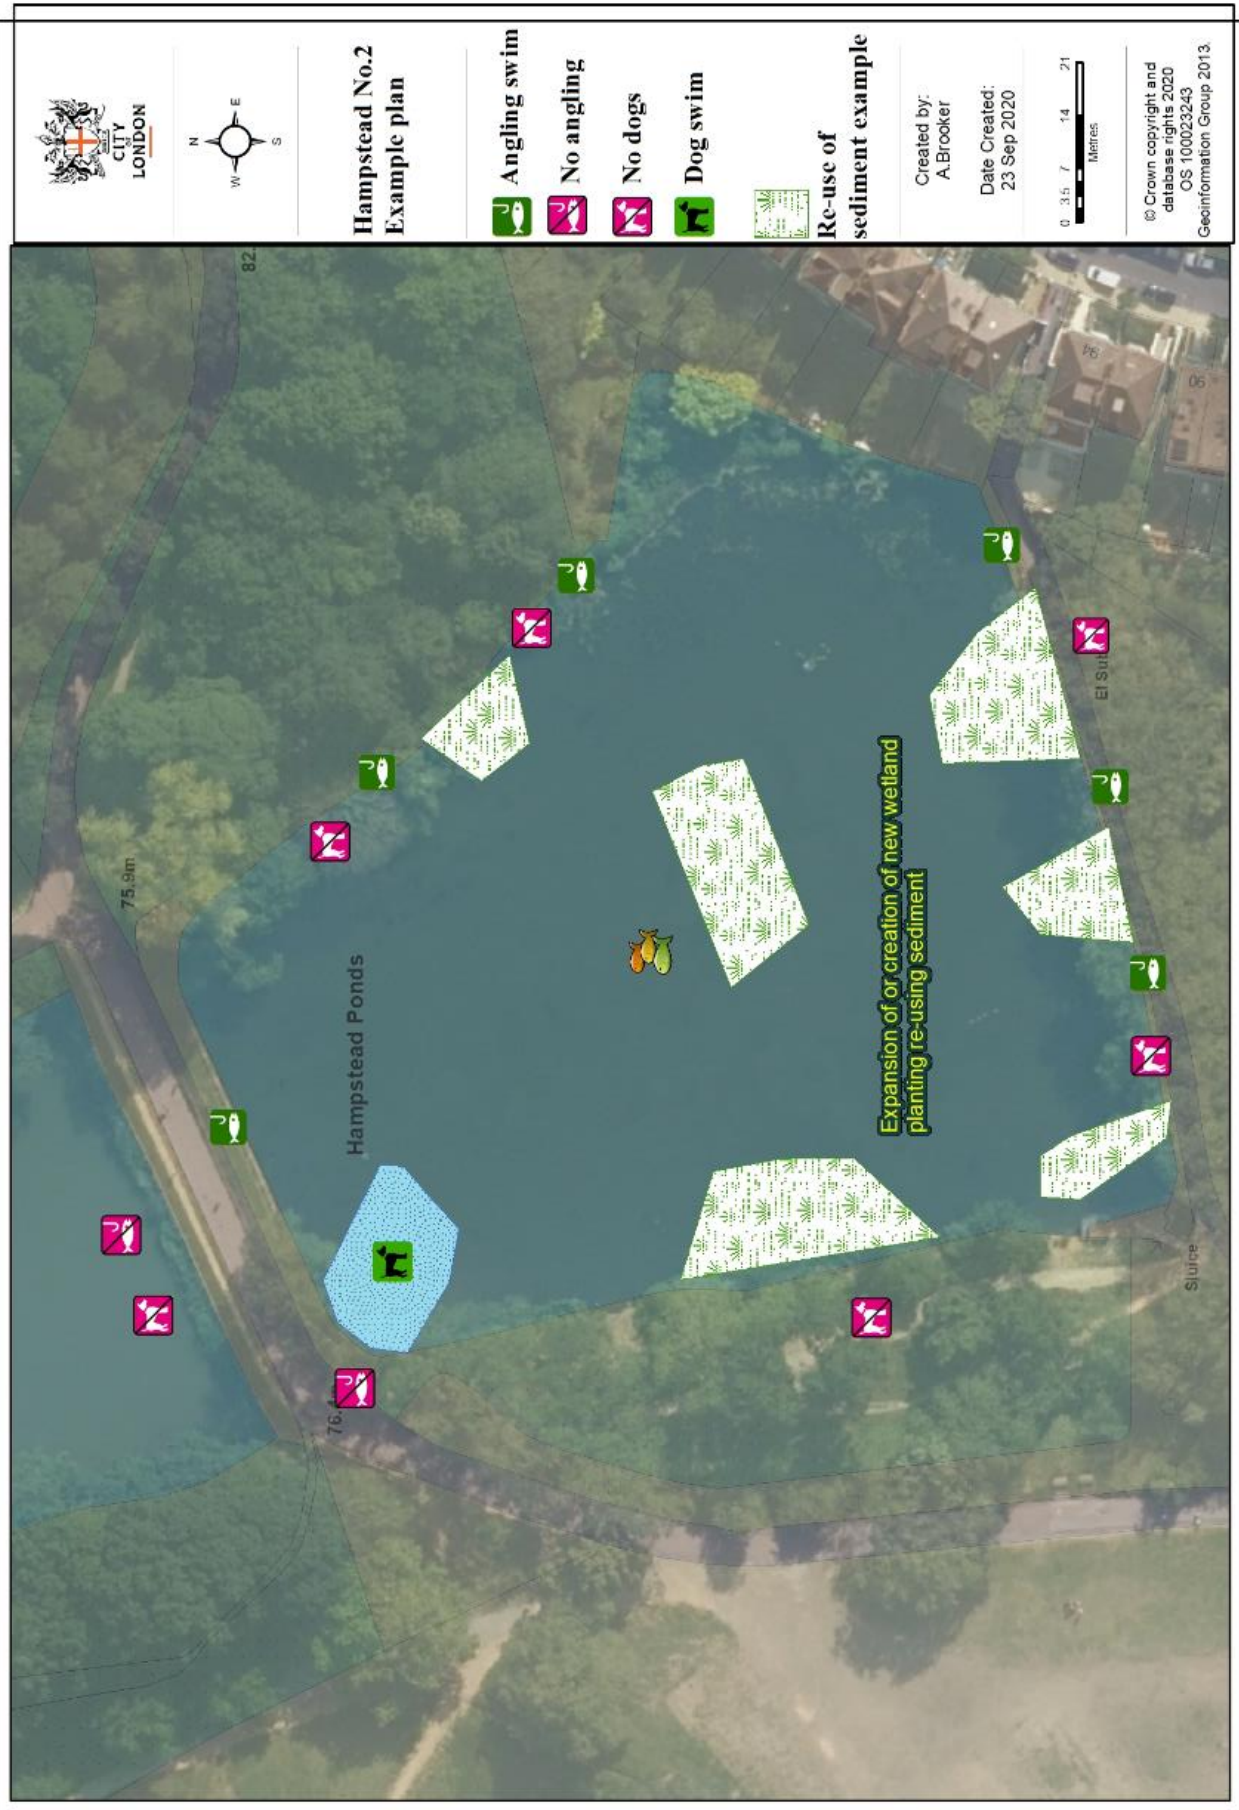 CITY
OF
LONDON
N
W
E
S
Hampstead No.2
Example plan
Angling swim
No angling
No dogs
Dog swim
Re-use of
sediment example
Created by:
A.Brooker
Date Created:
23 Sep 2020
0 3.5 7 14 21
Metres
© Crown copyright and
database rights 2020
OS 100023243
Geoinformation Group 2013.
82.
75.9m
Hampstead Ponds
Expansion of or creation of new wetland
planting re-using sediment
El Sub
Sluice
94
90